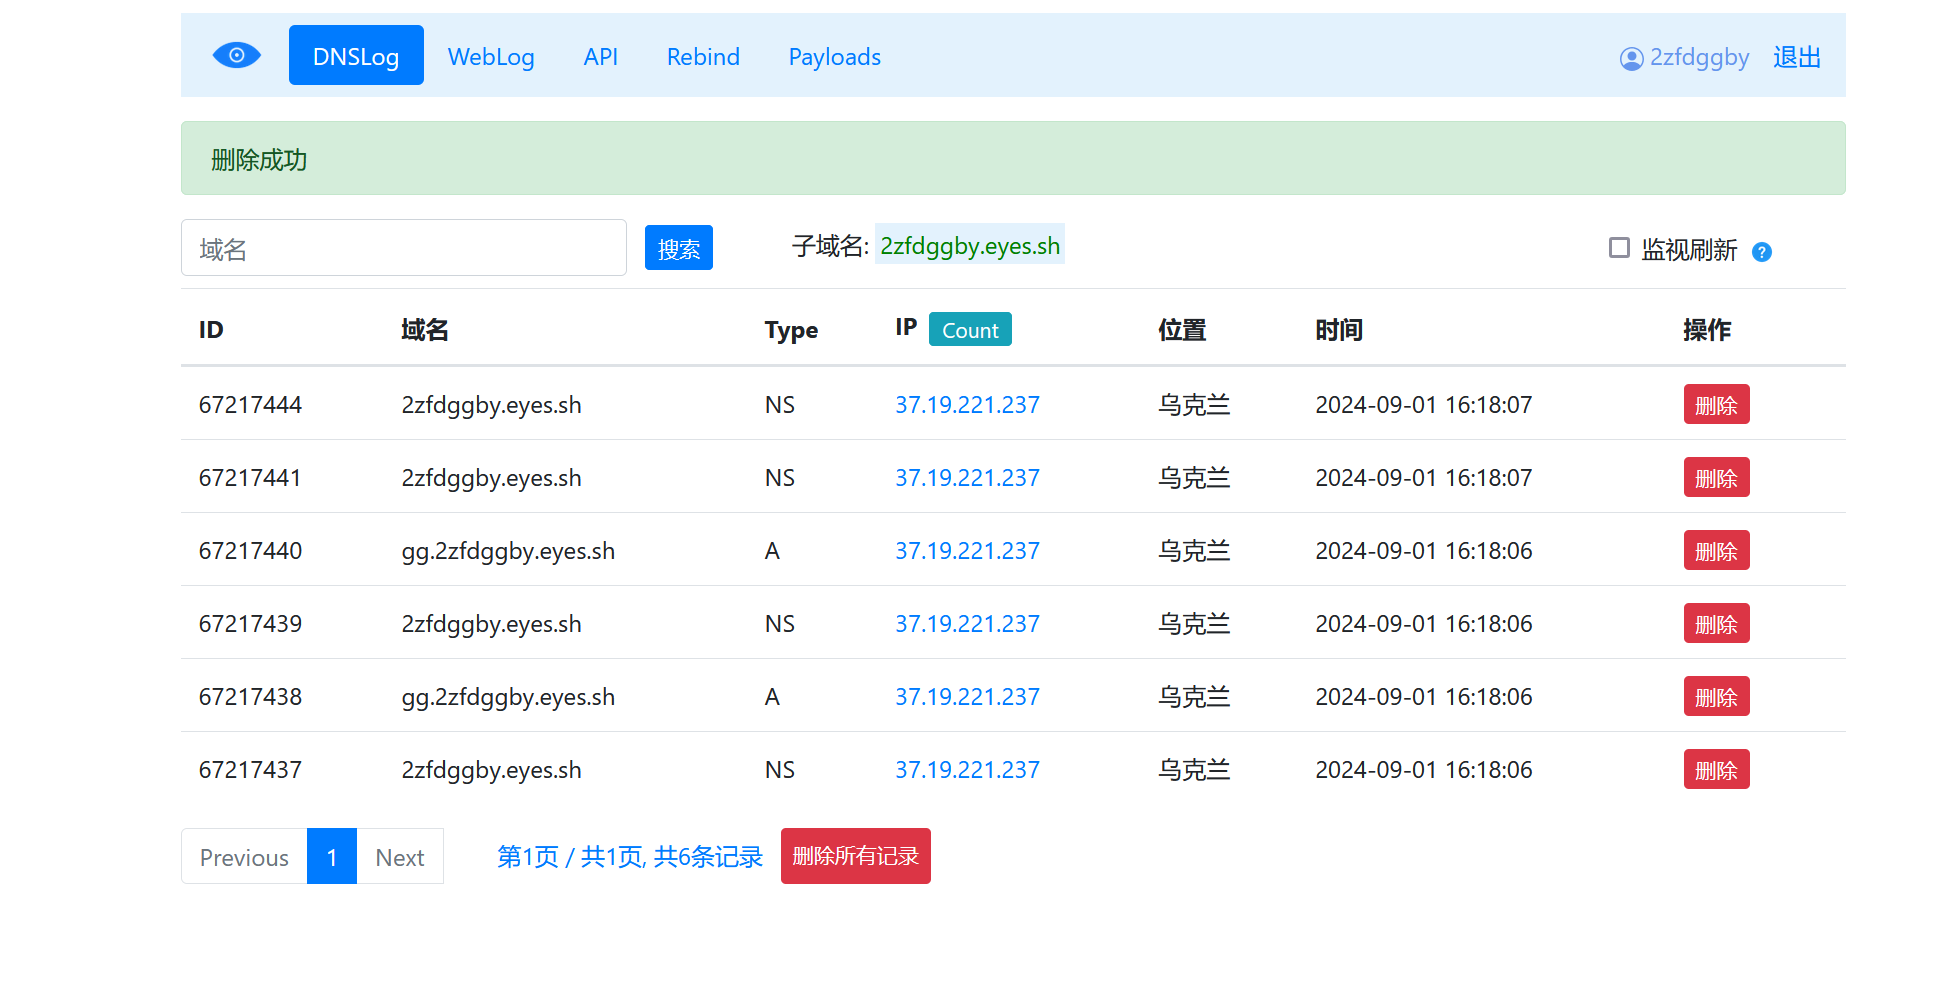 DNSLog WebLog API Rebind Payloads 2zfdggby 退出
删除成功
域名 搜索 子域名: 2zfdggby.eyes.sh 监视刷新 ?
ID 域名 Type IP Count 位置 时间 操作
67217444 2zfdggby.eyes.sh NS 37.19.221.237 乌克兰 2024-09-01 16:18:07 删除
67217441 2zfdggby.eyes.sh NS 37.19.221.237 乌克兰 2024-09-01 16:18:07 删除
67217440 gg.2zfdggby.eyes.sh A 37.19.221.237 乌克兰 2024-09-01 16:18:06 删除
67217439 2zfdggby.eyes.sh NS 37.19.221.237 乌克兰 2024-09-01 16:18:06 删除
67217438 gg.2zfdggby.eyes.sh A 37.19.221.237 乌克兰 2024-09-01 16:18:06 删除
67217437 2zfdggby.eyes.sh NS 37.19.221.237 乌克兰 2024-09-01 16:18:06 删除
Previous 1 Next 第1页 / 共1页, 共6条记录 删除所有记录